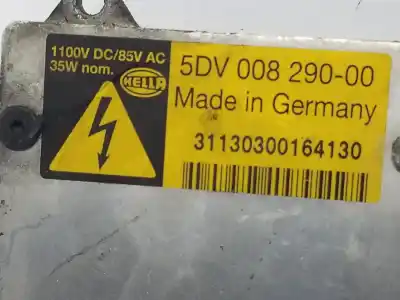 1100V DC/85V AC
35W nom.
HELLA
5DV 008 290-00
Made in Germany
31130300164130